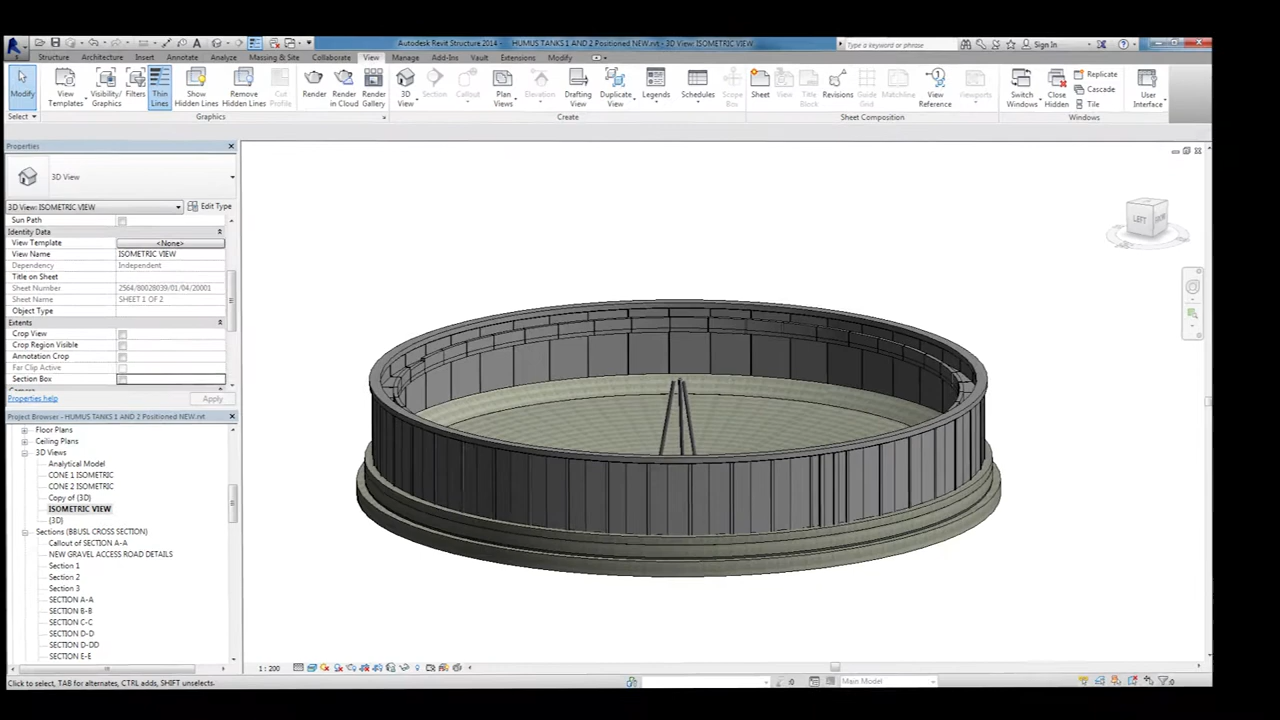 Autodesk Revit Structure 2014 - HUMUS TANKS 1 AND 2 Positioned NEW.rvt - 3D View: ISOMETRIC VIEW
Type a keyword or phrase
Sign In
Structure Architecture Insert Annotate Analyze Massing & Site Collaborate View Manage Add-Ins Vault Extensions Modify
Modify
View Templates
Visibility/ Graphics
Filters
Thin Lines
Show Hidden Lines
Remove Hidden Lines
Cut Profile
Render
Render in Cloud
Render Gallery
3D View
Section
Callout
Plan Views
Elevation
Drafting View
Duplicate View
Legends
Schedules
Scope Box
Sheet
View
Title Block
Revisions
Guide Grid
Matchline
View Reference
Viewports
Switch Windows
Close Hidden
Replicate
Cascade
Tile
User Interface
Select
Graphics
Create
Sheet Composition
Windows
Properties
3D View
3D View: ISOMETRIC VIEW
Edit Type
Sun Path
Identity Data
View Template <None>
View Name ISOMETRIC VIEW
Dependency Independent
Title on Sheet
Sheet Number 2564/80028039/01/04/20001
Sheet Name SHEET 1 OF 2
Object Type
Extents
Crop View
Crop Region Visible
Annotation Crop
Far Clip Active
Section Box
Properties help
Apply
Project Browser - HUMUS TANKS 1 AND 2 Positioned NEW.rvt
Floor Plans
Ceiling Plans
3D Views
Analytical Model
CONE 1 ISOMETRIC
CONE 2 ISOMETRIC
Copy of {3D}
ISOMETRIC VIEW
{3D}
Sections (BBUSL CROSS SECTION)
Callout of SECTION A-A
NEW GRAVEL ACCESS ROAD DETAILS
Section 1
Section 2
Section 3
SECTION A-A
SECTION B-B
SECTION C-C
SECTION D-D
SECTION D-DD
SECTION E-E
LEFT
1 : 200
Click to select, TAB for alternates, CTRL adds, SHIFT unselects.
:0
Main Model
:0